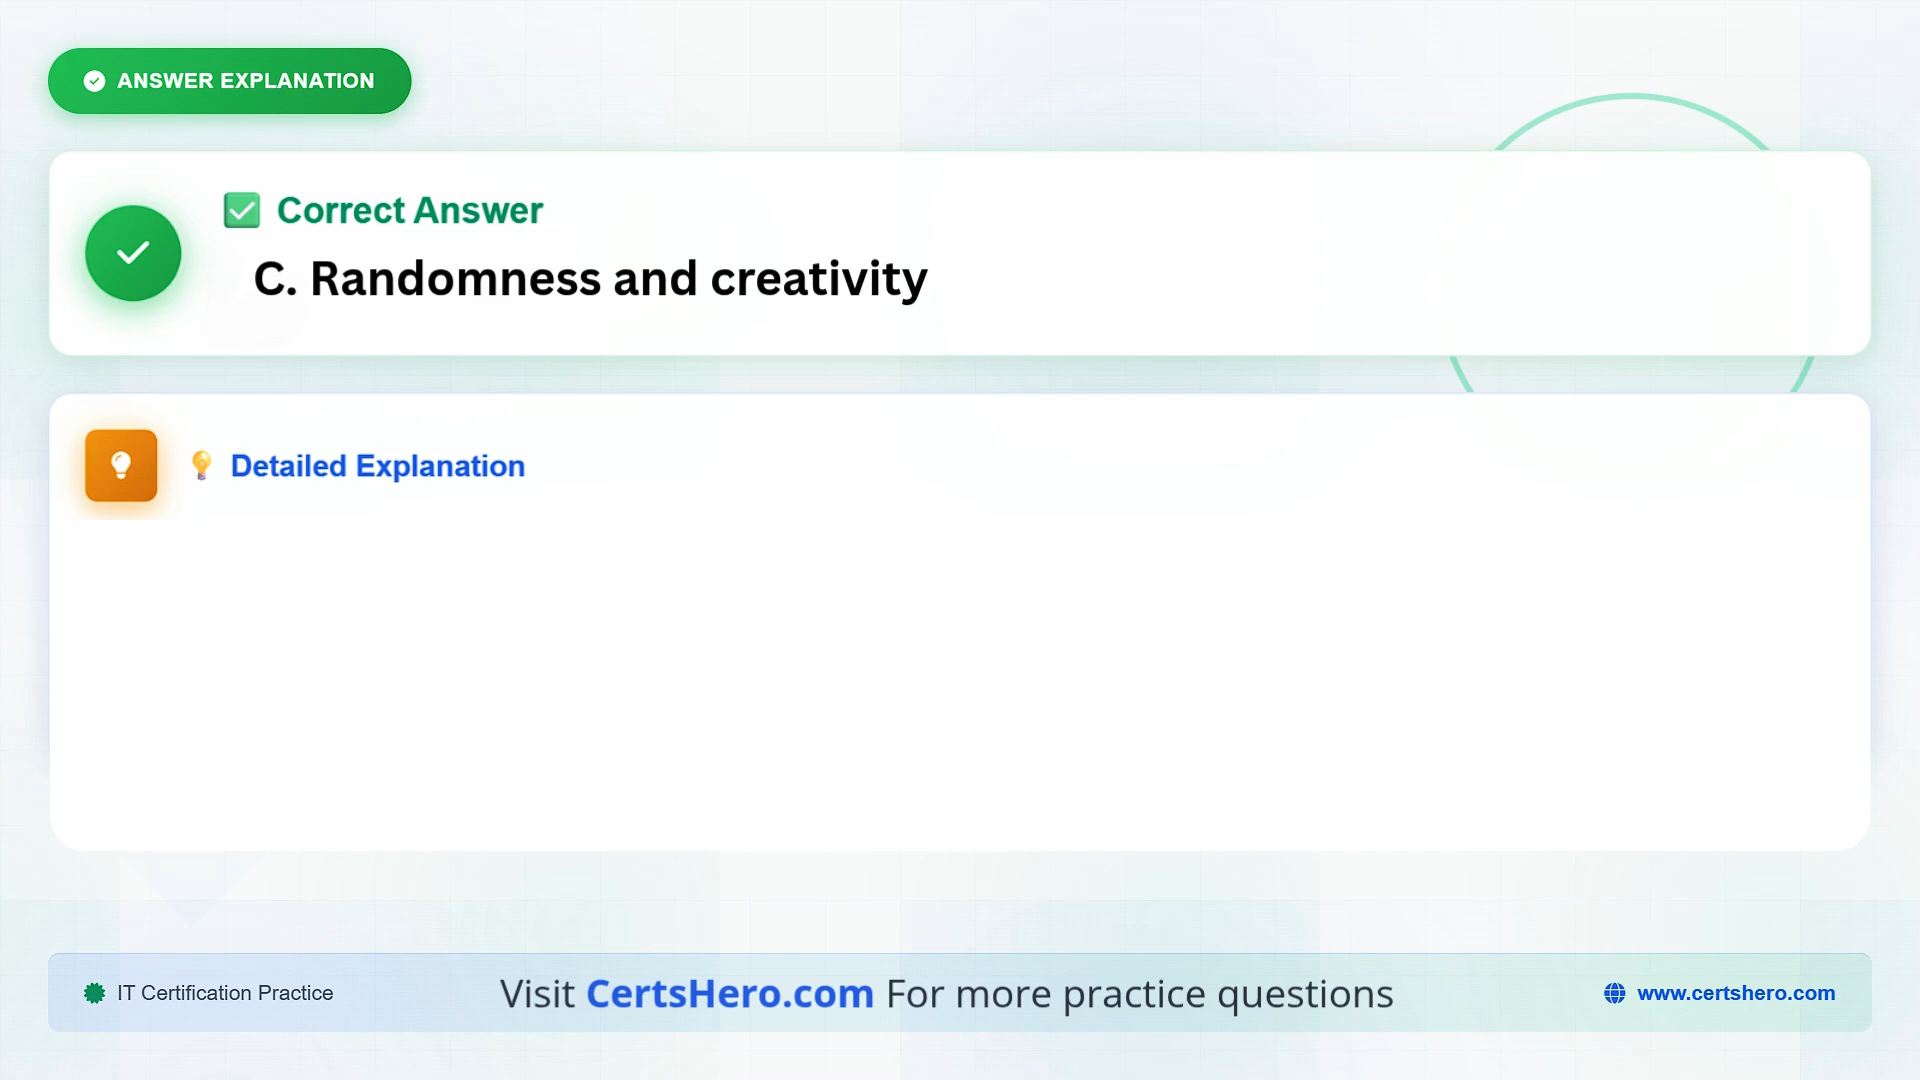 ANSWER EXPLANATION
✅ Correct Answer
C. Randomness and creativity
💡 Detailed Explanation
IT Certification Practice
Visit CertsHero.com For more practice questions
www.certshero.com